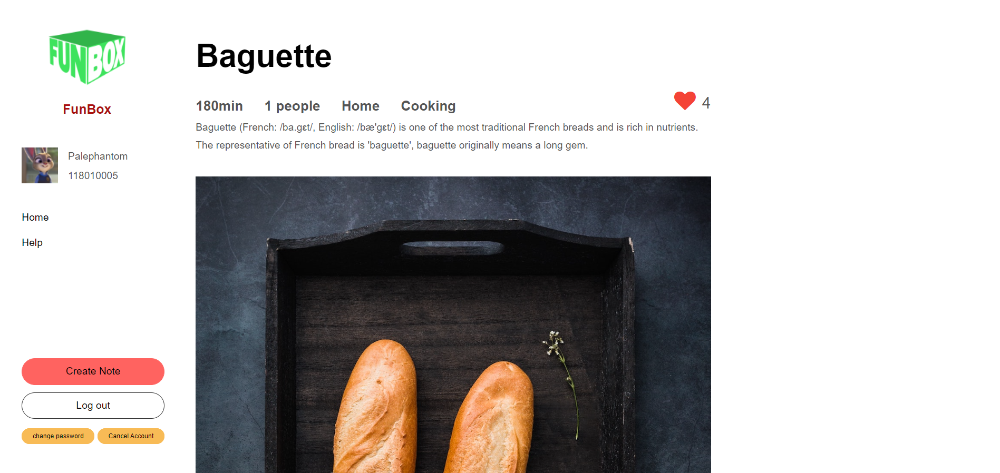 FUNBOX
FunBox
Palephantom
118010005
Home
Help
Create Note
Log out
change password
Cancel Account
Baguette
180min 1 people Home Cooking
4
Baguette (French: /ba.gɛt/, English: /bæ'gɛt/) is one of the most traditional French breads and is rich in nutrients.
The representative of French bread is 'baguette', baguette originally means a long gem.